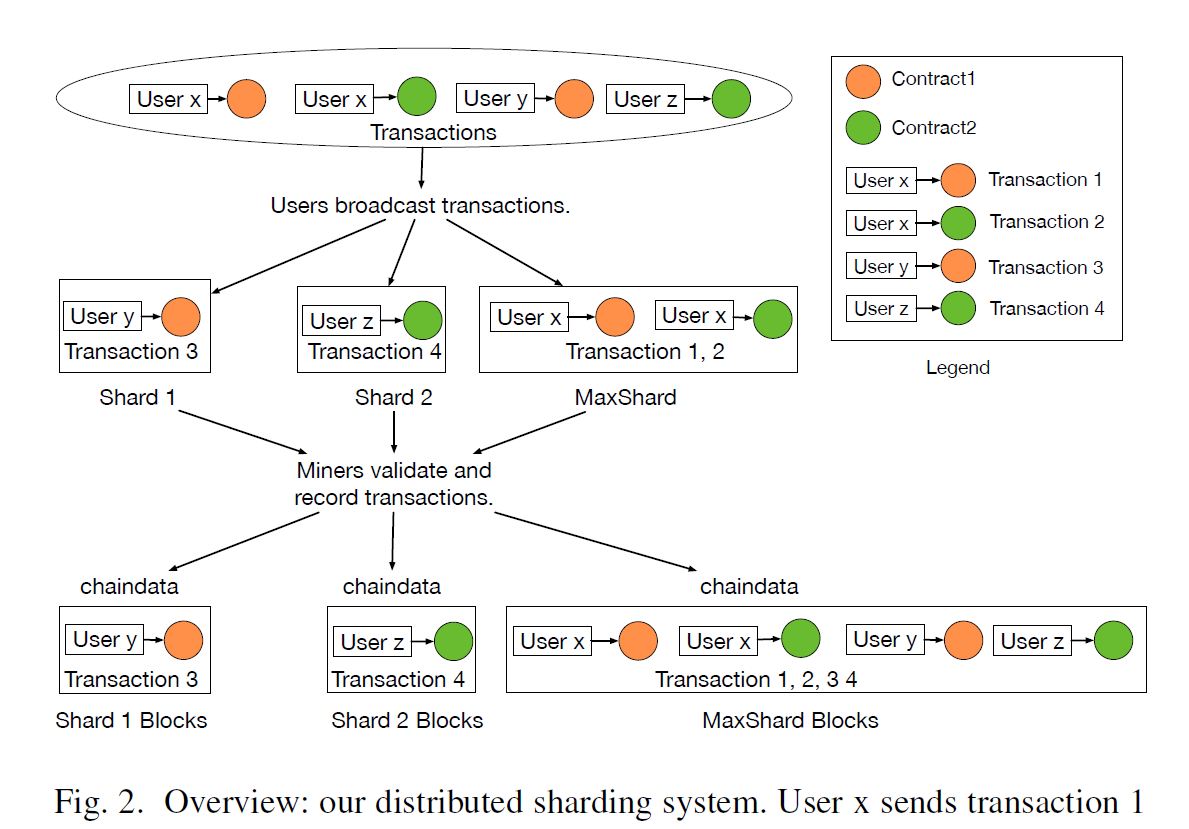 User x
User x
User y
User z
Transactions
Users broadcast transactions.
User y
Transaction 3
Shard 1
User z
Transaction 4
Shard 2
User x
User x
Transaction 1, 2
MaxShard
Miners validate and
record transactions.
chaindata
User y
Transaction 3
Shard 1 Blocks
chaindata
User z
Transaction 4
Shard 2 Blocks
chaindata
User x
User x
User y
User z
Transaction 1, 2, 3 4
MaxShard Blocks
Contract1
Contract2
User x Transaction 1
User x Transaction 2
User y Transaction 3
User z Transaction 4
Legend
Fig. 2. Overview: our distributed sharding system. User x sends transaction 1